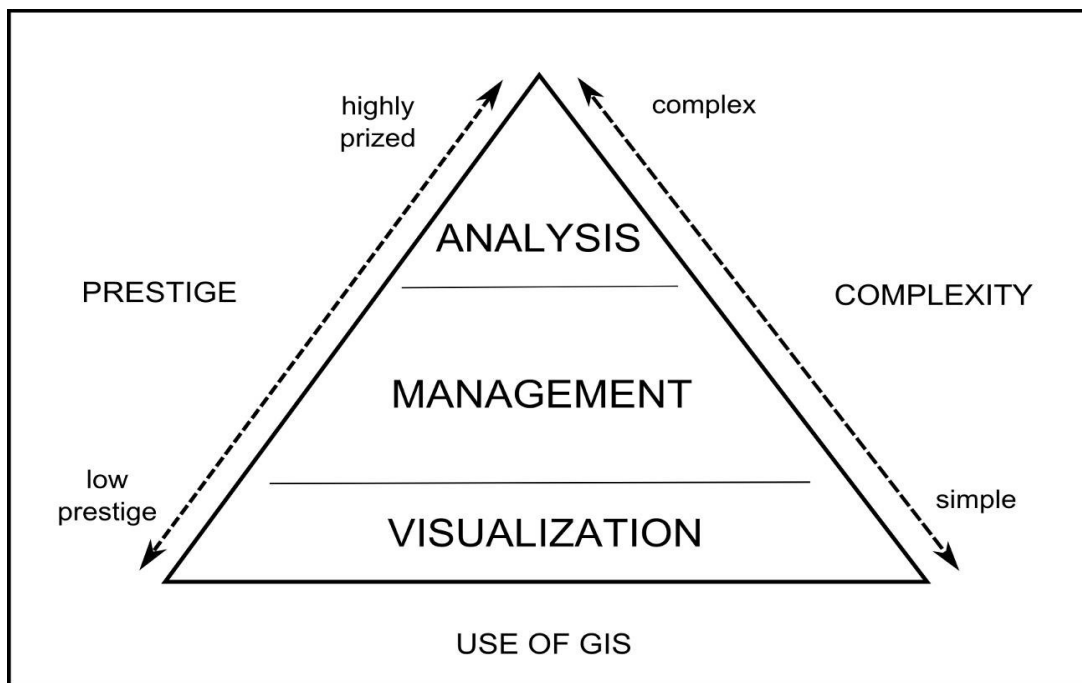 highly
prized
complex
ANALYSIS
PRESTIGE
COMPLEXITY
MANAGEMENT
low
prestige
simple
VISUALIZATION
USE OF GIS